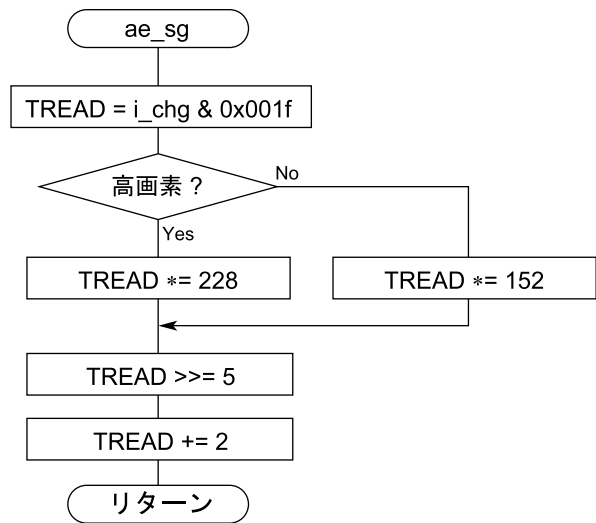 ae_sg
TREAD = i_chg & 0x001f
高画素 ?
No
Yes
TREAD *= 228
TREAD *= 152
TREAD >>= 5
TREAD += 2
リターン